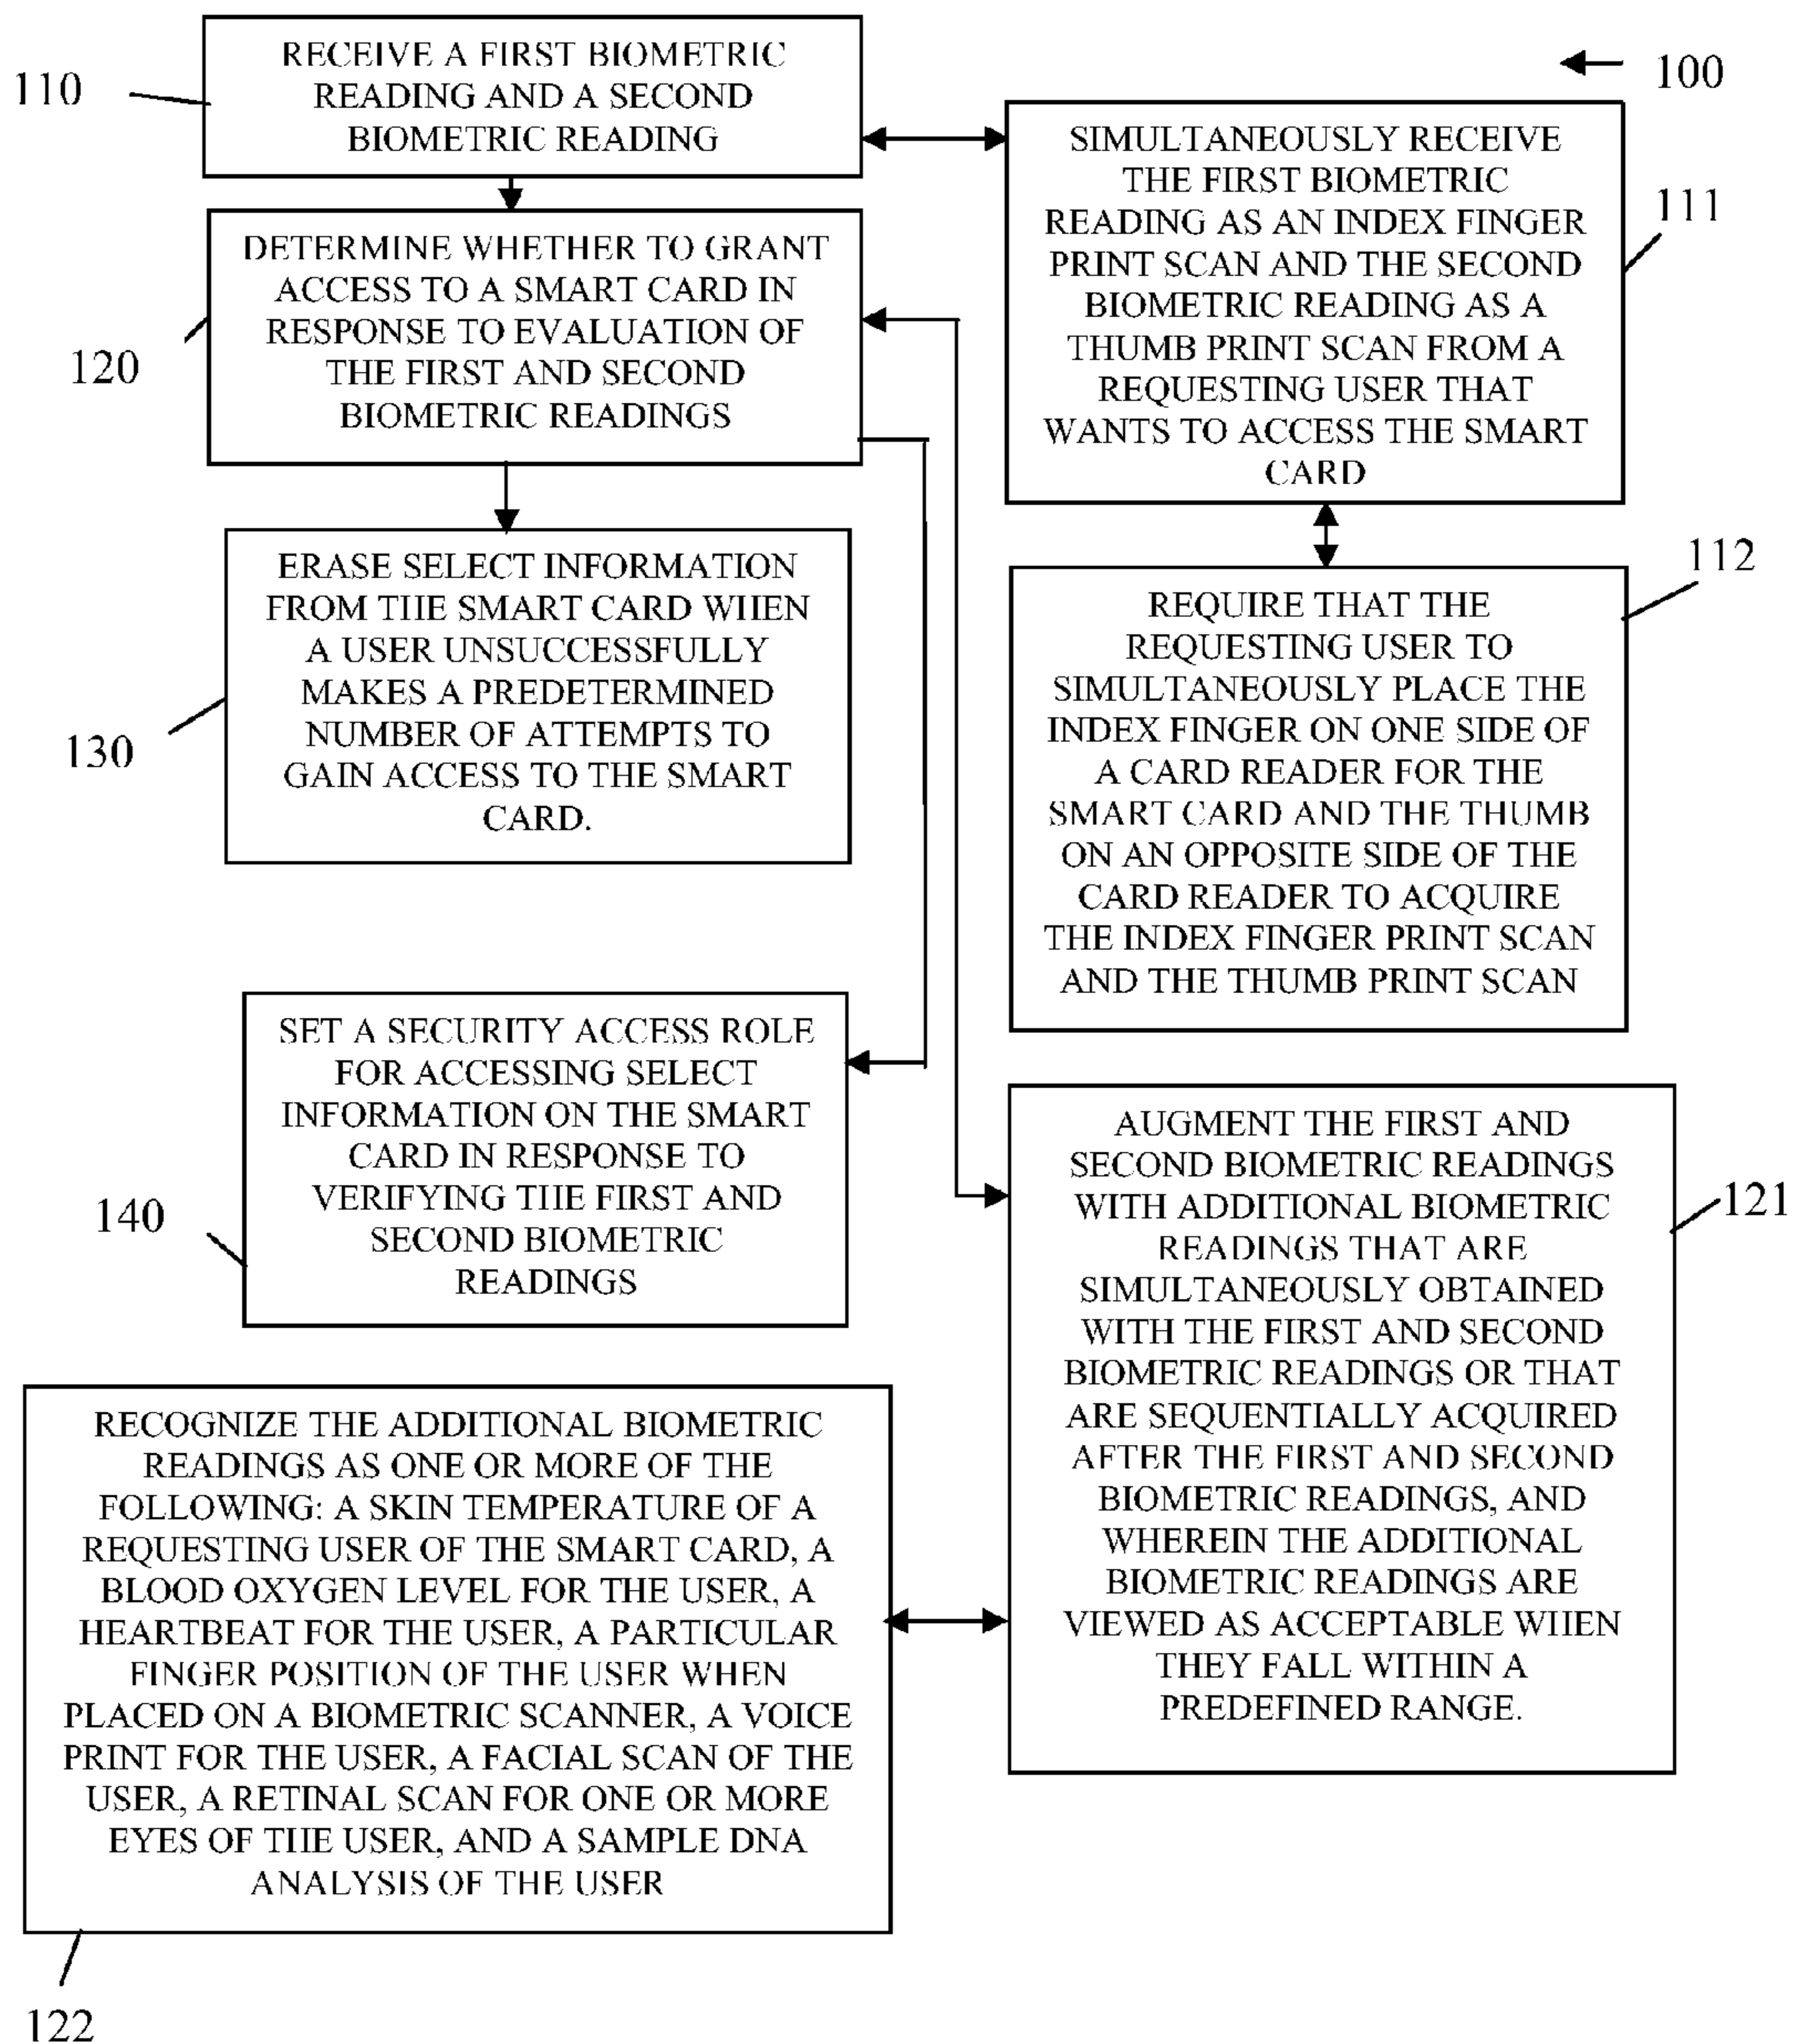 110
RECEIVE A FIRST BIOMETRIC
READING AND A SECOND
BIOMETRIC READING
100
SIMULTANEOUSLY RECEIVE
THE FIRST BIOMETRIC
READING AS AN INDEX FINGER
PRINT SCAN AND THE SECOND
BIOMETRIC READING AS A
THUMB PRINT SCAN FROM A
REQUESTING USER THAT
WANTS TO ACCESS THE SMART
CARD
111
120
DETERMINE WHETHER TO GRANT
ACCESS TO A SMART CARD IN
RESPONSE TO EVALUATION OF
THE FIRST AND SECOND
BIOMETRIC READINGS
130
ERASE SELECT INFORMATION
FROM THE SMART CARD WHEN
A USER UNSUCCESSFULLY
MAKES A PREDETERMINED
NUMBER OF ATTEMPTS TO
GAIN ACCESS TO THE SMART
CARD.
112
REQUIRE THAT THE
REQUESTING USER TO
SIMULTANEOUSLY PLACE THE
INDEX FINGER ON ONE SIDE OF
A CARD READER FOR THE
SMART CARD AND THE THUMB
ON AN OPPOSITE SIDE OF THE
CARD READER TO ACQUIRE
THE INDEX FINGER PRINT SCAN
AND THE THUMB PRINT SCAN
140
SET A SECURITY ACCESS ROLE
FOR ACCESSING SELECT
INFORMATION ON THE SMART
CARD IN RESPONSE TO
VERIFYING THE FIRST AND
SECOND BIOMETRIC
READINGS
121
AUGMENT THE FIRST AND
SECOND BIOMETRIC READINGS
WITH ADDITIONAL BIOMETRIC
READINGS THAT ARE
SIMULTANEOUSLY OBTAINED
WITH THE FIRST AND SECOND
BIOMETRIC READINGS OR THAT
ARE SEQUENTIALLY ACQUIRED
AFTER THE FIRST AND SECOND
BIOMETRIC READINGS, AND
WHEREIN THE ADDITIONAL
BIOMETRIC READINGS ARE
VIEWED AS ACCEPTABLE WHEN
THEY FALL WITHIN A
PREDEFINED RANGE.
RECOGNIZE THE ADDITIONAL BIOMETRIC
READINGS AS ONE OR MORE OF THE
FOLLOWING: A SKIN TEMPERATURE OF A
REQUESTING USER OF THE SMART CARD, A
BLOOD OXYGEN LEVEL FOR THE USER, A
HEARTBEAT FOR THE USER, A PARTICULAR
FINGER POSITION OF THE USER WHEN
PLACED ON A BIOMETRIC SCANNER, A VOICE
PRINT FOR THE USER, A FACIAL SCAN OF THE
USER, A RETINAL SCAN FOR ONE OR MORE
EYES OF THE USER, AND A SAMPLE DNA
ANALYSIS OF THE USER
122